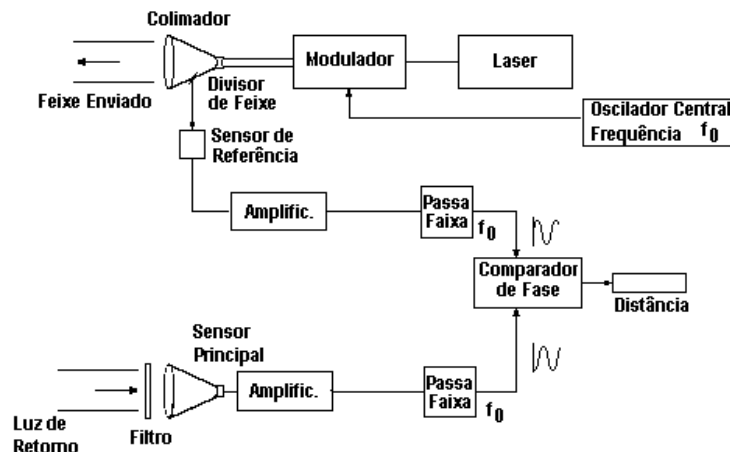 Colimador
Modulador
Laser
Feixe Enviado
Divisor
de Feixe
Oscilador Central
Frequência f0
Sensor de
Referência
Amplific.
Passa
Faixa
f0
Comparador
de Fase
Distância
Sensor
Principal
Amplific.
Passa
Faixa
f0
Luz de
Retorno
Filtro